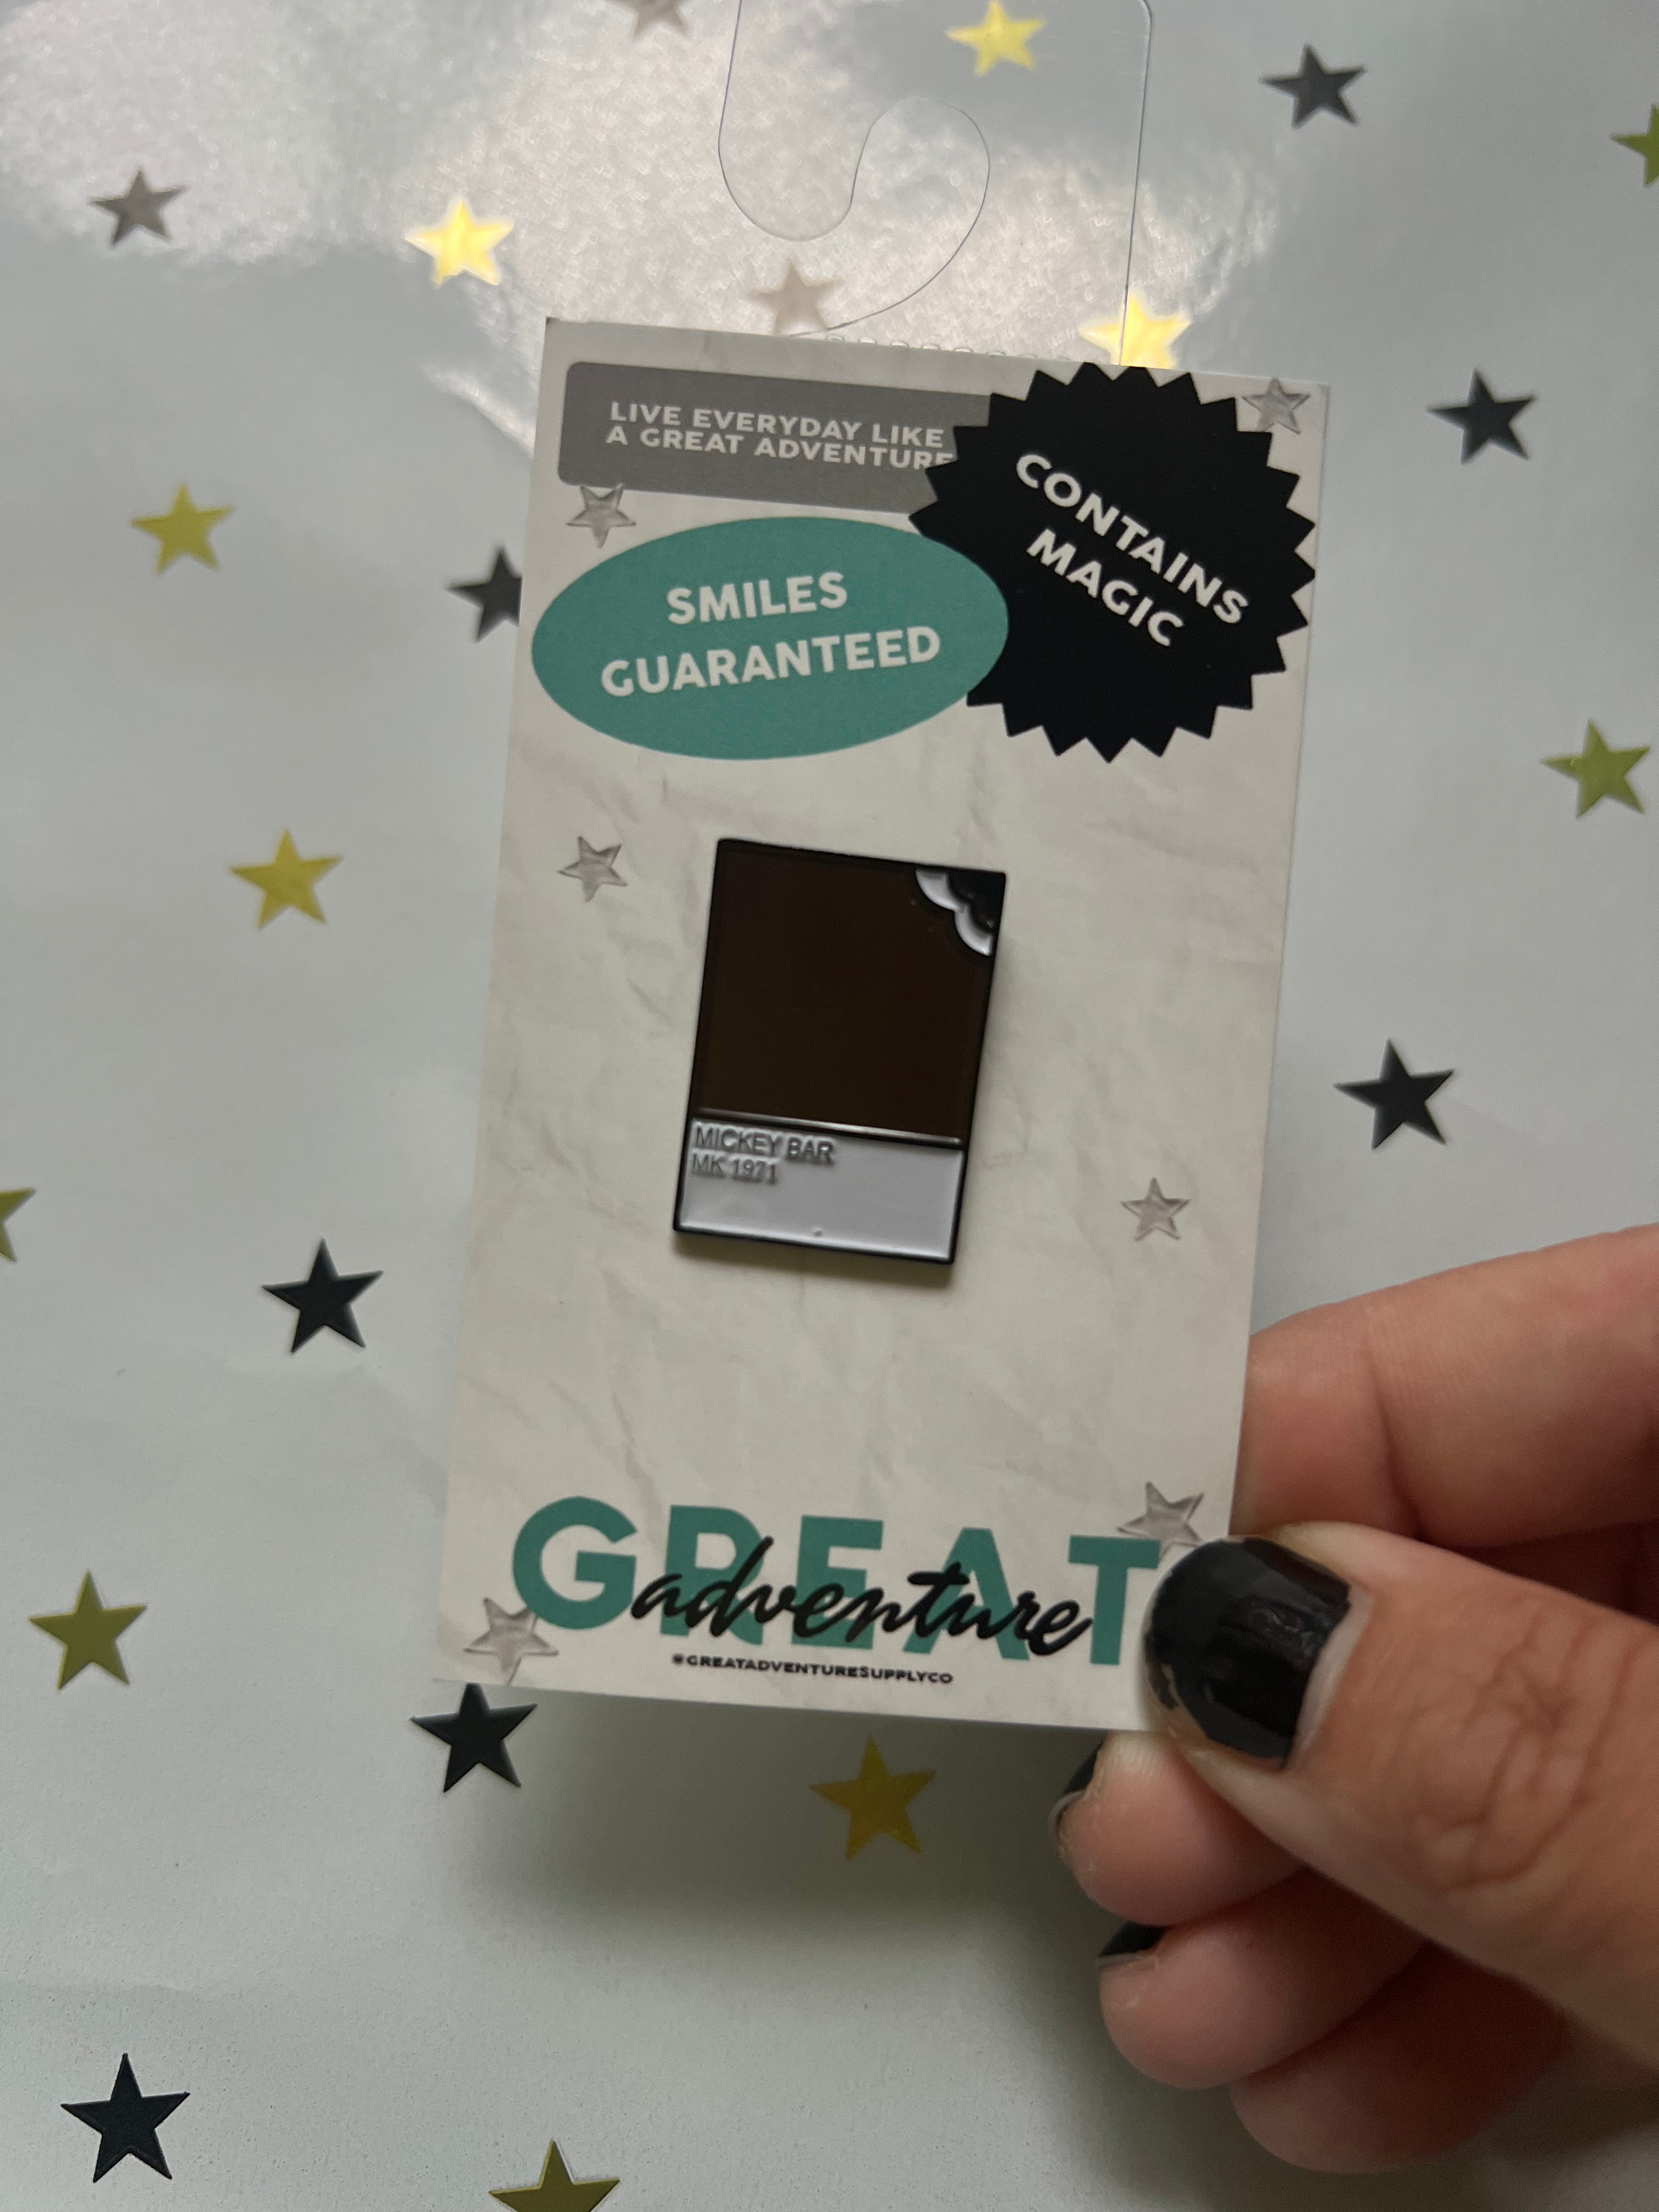 LIVE EVERYDAY LIKE
A GREAT ADVENTURE
CONTAINS
MAGIC
SMILES
GUARANTEED
MICKEY BAR
MK 1971
GREAT
adventure
@GREATADVENTURESUPPLYCO